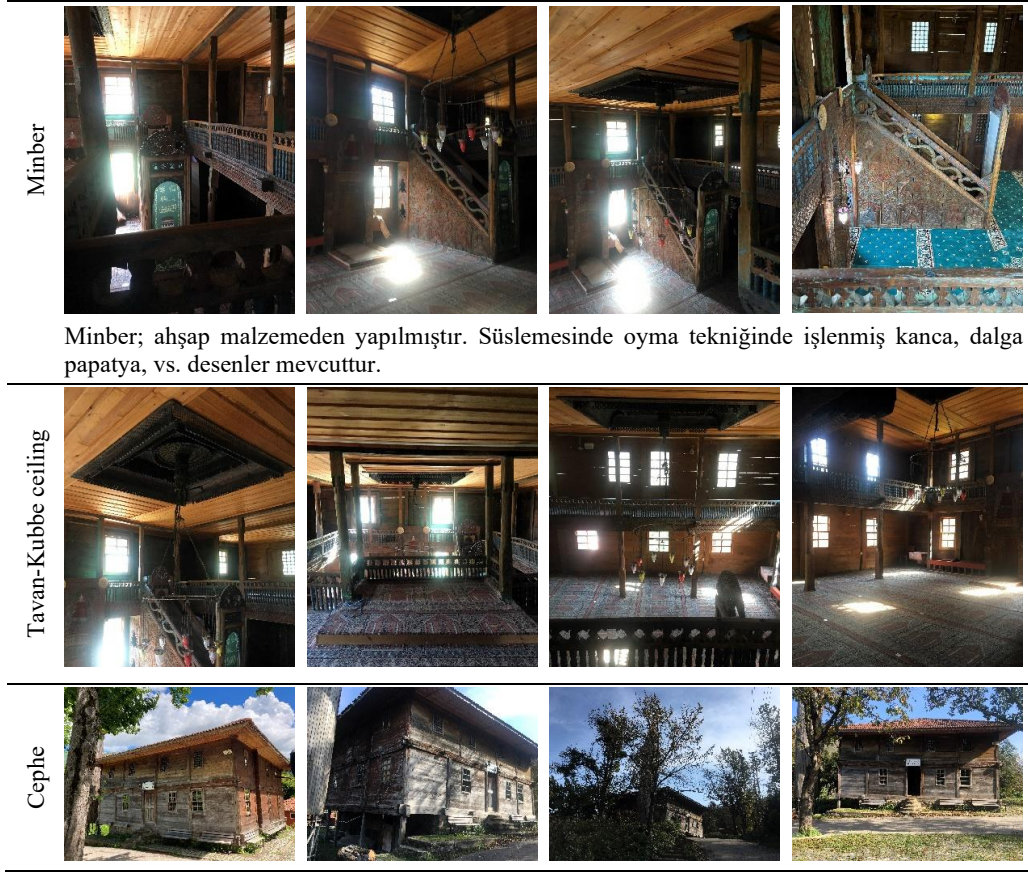 Minber
Minber; ahşap malzemeden yapılmıştır. Süslemesinde oyma tekniğinde işlenmiş kanca, dalga
papatya, vs. desenler mevcuttur.
Tavan-Kubbe ceiling
Cephe